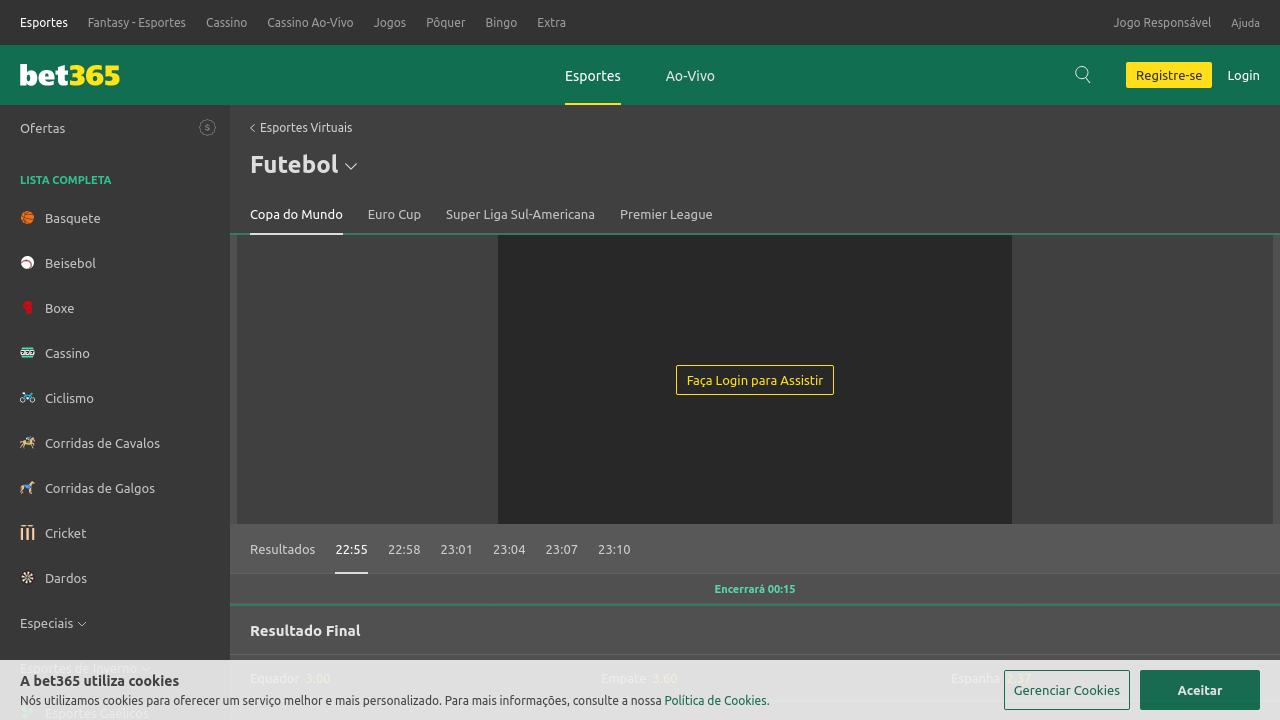 Esportes Fantasy - Esportes Cassino Cassino Ao-Vivo Jogos Pôquer Bingo Extra Jogo Responsável Ajuda
bet365 Esportes Ao-Vivo Registre-se Login
Ofertas
LISTA COMPLETA
Basquete
Beisebol
Boxe
Cassino
Ciclismo
Corridas de Cavalos
Corridas de Galgos
Cricket
Dardos
Especiais
Esportes de Inverno
Esportes Gaélicos
Esportes Virtuais
Futebol
Copa do Mundo Euro Cup Super Liga Sul-Americana Premier League
Faça Login para Assistir
Resultados 22:55 22:58 23:01 23:04 23:07 23:10
Encerrará 00:15
Resultado Final
Equador 3.00 Empate 3.60 Espanha 2.37
A bet365 utiliza cookies
Nós utilizamos cookies para oferecer um serviço melhor e mais personalizado. Para mais informações, consulte a nossa Política de Cookies.
Gerenciar Cookies Aceitar